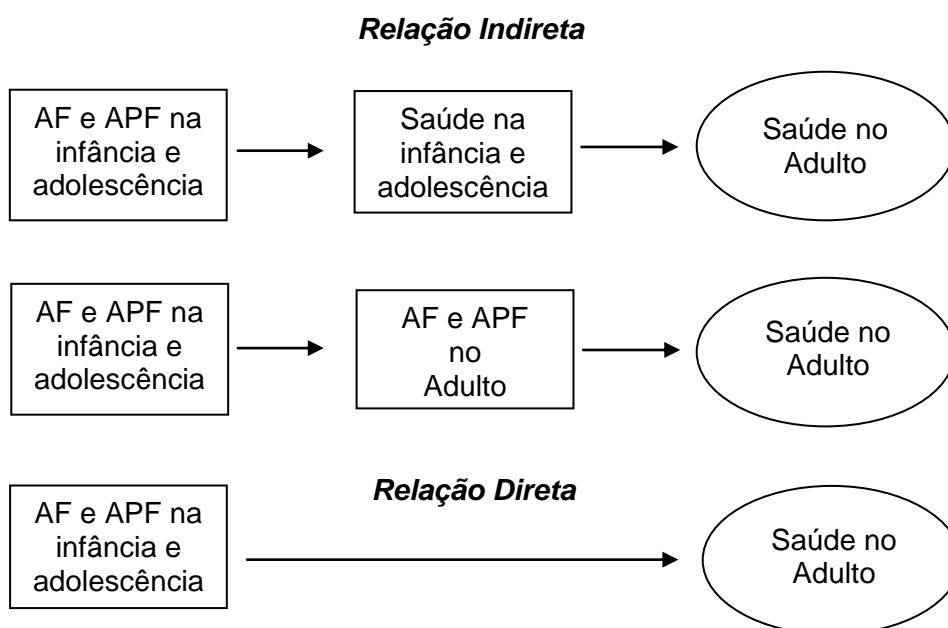 Relação Indireta
AF e APF na
infância e
adolescência
Saúde na
infância e
adolescência
Saúde no
Adulto
AF e APF na
infância e
adolescência
AF e APF
no
Adulto
Saúde no
Adulto
Relação Direta
AF e APF na
infância e
adolescência
Saúde no
Adulto